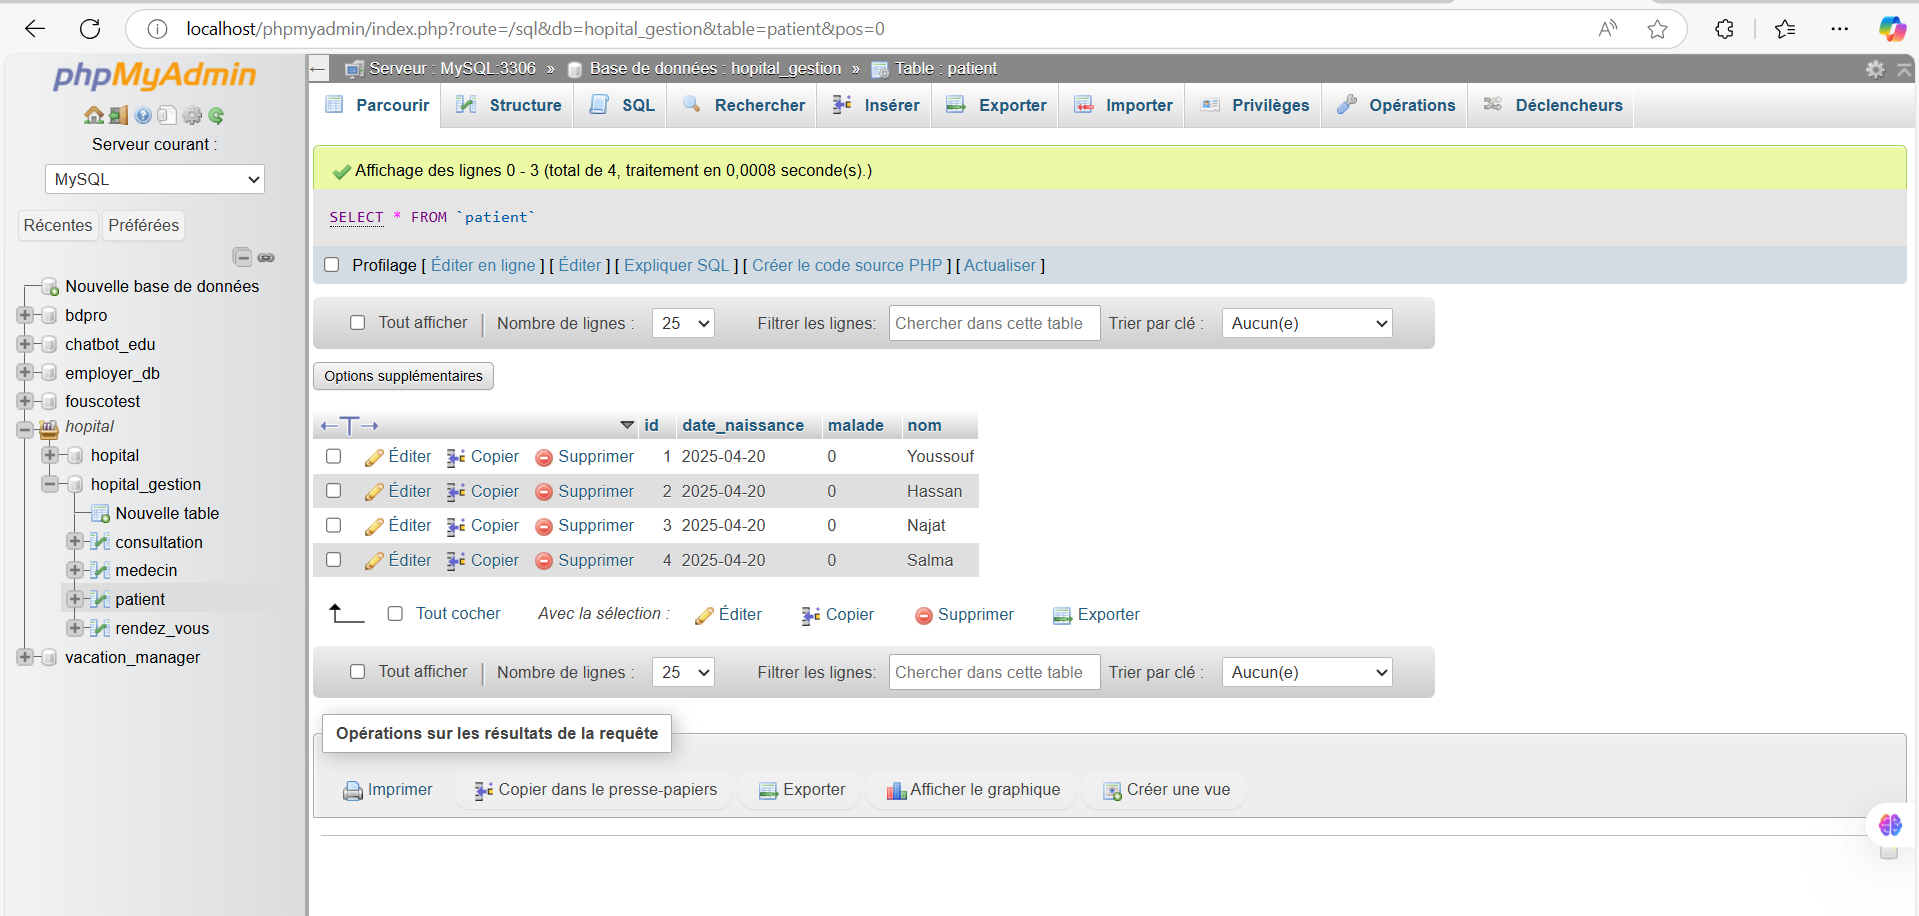 localhost/phpmyadmin/index.php?route=/sql&db=hopital_gestion&table=patient&pos=0
phpMyAdmin
Serveur courant :
MySQL
Récentes
Préférées
Nouvelle base de données
bdpro
chatbot_edu
employer_db
fouscotest
hopital
hopital
hopital_gestion
Nouvelle table
consultation
medecin
patient
rendez_vous
vacation_manager
Serveur : MySQL:3306 » Base de données : hopital_gestion » Table : patient
Parcourir Structure SQL Rechercher Insérer Exporter Importer Privilèges Opérations Déclencheurs
Affichage des lignes 0 - 3 (total de 4, traitement en 0,0008 seconde(s).)
SELECT * FROM `patient`
Profilage [ Éditer en ligne ] [ Éditer ] [ Expliquer SQL ] [ Créer le code source PHP ] [ Actualiser ]
Tout afficher Nombre de lignes : 25 Filtrer les lignes: Chercher dans cette table Trier par clé : Aucun(e)
Options supplémentaires
id date_naissance malade nom
Éditer Copier Supprimer 1 2025-04-20 0 Youssouf
Éditer Copier Supprimer 2 2025-04-20 0 Hassan
Éditer Copier Supprimer 3 2025-04-20 0 Najat
Éditer Copier Supprimer 4 2025-04-20 0 Salma
Tout cocher Avec la sélection : Éditer Copier Supprimer Exporter
Tout afficher Nombre de lignes : 25 Filtrer les lignes: Chercher dans cette table Trier par clé : Aucun(e)
Opérations sur les résultats de la requête
Imprimer Copier dans le presse-papiers Exporter Afficher le graphique Créer une vue